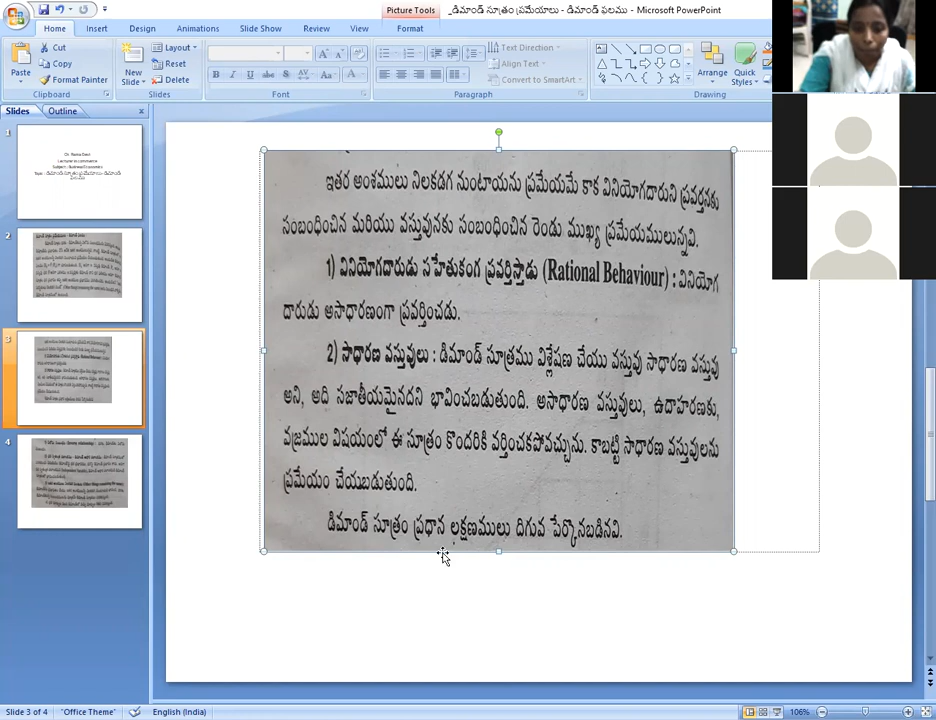 Picture Tools
_డిమాండ్ సూత్రం ప్రమేయాలు - డిమాండ్ ఫలము - Microsoft PowerPoint
Home Insert Design Animations Slide Show Review View Format
Cut
Copy
Format Painter
Paste
Clipboard
New Slide
Layout
Reset
Delete
Slides
Font
Text Direction
Align Text
Convert to SmartArt
Paragraph
Arrange
Quick Styles
Drawing
Slides Outline
1
2
3
4
ఇతర అంశములు నిలకడగ నుంటాయను ప్రమేయమే కాక వినియోగదారుని ప్రవర్తనకు
సంబంధించిన మరియు వస్తువునకు సంబంధించిన రెండు ముఖ్య ప్రమేయములున్నవి.
1) వినియోగదారుడు సహేతుకంగ ప్రవర్తిస్తాడు (Rational Behaviour) : వినియోగ
దారుడు అసాధారణంగా ప్రవర్తించడు.
2) సాధారణ వస్తువులు : డిమాండ్ సూత్రము విశ్లేషణ చేయు వస్తువు సాధారణ వస్తువు
అని, అది సజాతీయమైనదని భావించబడుతుంది. అసాధారణ వస్తువులు, ఉదాహరణకు,
వజ్రముల విషయంలో ఈ సూత్రం కొందరికి వర్తించకపోవచ్చును. కాబట్టి సాధారణ వస్తువులను
ప్రమేయం చేయబడుతుంది.
డిమాండ్ సూత్రం ప్రధాన లక్షణములు దిగువ పేర్కొనబడినవి.
Slide 3 of 4
"Office Theme"
English (India)
106%